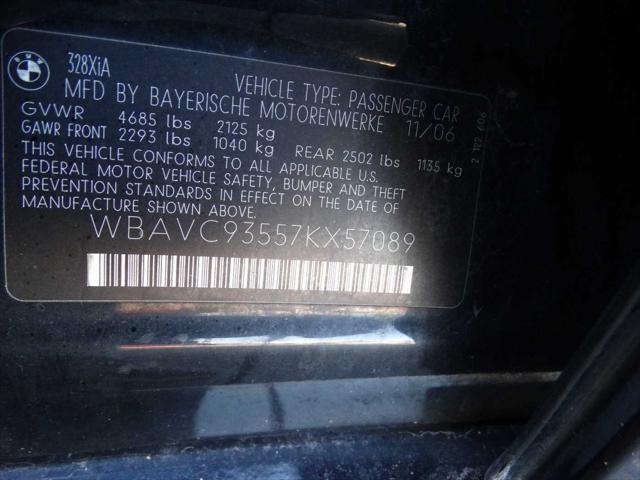 BMW
328XiA
VEHICLE TYPE: PASSENGER CAR
MFD BY BAYERISCHE MOTORENWERKE 11/06
GVWR 4685 lbs 2125 kg
GAWR FRONT 2293 lbs 1040 kg REAR 2502 lbs 1135 kg
THIS VEHICLE CONFORMS TO ALL APPLICABLE U.S.
FEDERAL MOTOR VEHICLE SAFETY, BUMPER AND THEFT
PREVENTION STANDARDS IN EFFECT ON THE DATE OF
MANUFACTURE SHOWN ABOVE.
WBAVC93557KX57089